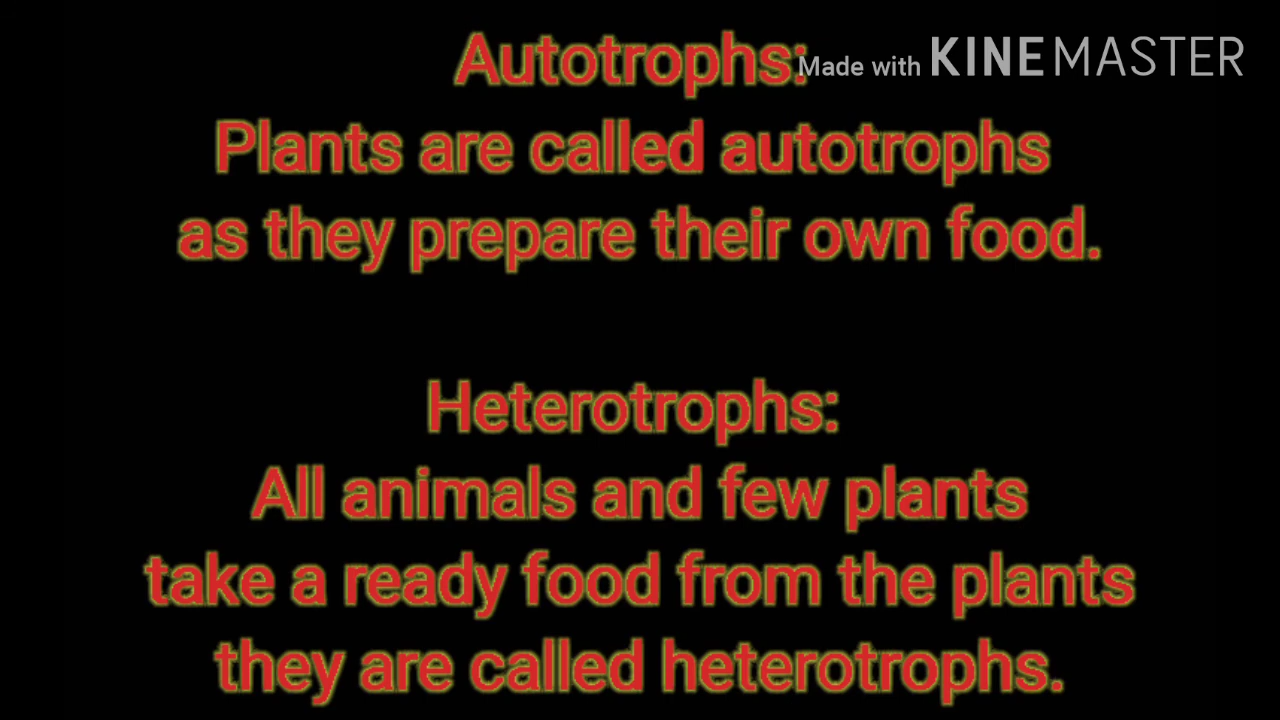 Autotrophs:
Made with KINEMASTER
Plants are called autotrophs
as they prepare their own food.
Heterotrophs:
All animals and few plants
take a ready food from the plants
they are called heterotrophs.